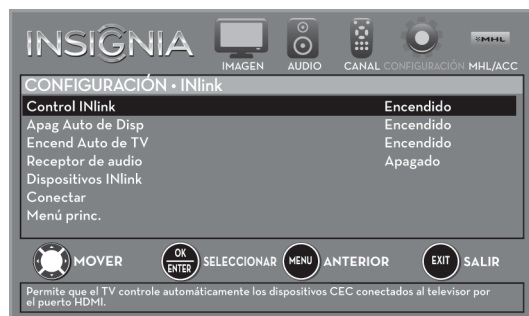 INSIGNIA
IMAGEN AUDIO CANAL CONFIGURACIÓN MHL/ACC
MHL
CONFIGURACIÓN • INlink
Control INlink Encendido
Apag Auto de Disp Encendido
Encend Auto de TV Encendido
Receptor de audio Apagado
Dispositivos INlink
Conectar
Menú princ.
MOVER OK ENTER SELECCIONAR MENU ANTERIOR EXIT SALIR
Permite que el TV controle automáticamente los dispositivos CEC conectados al televisor por
el puerto HDMI.